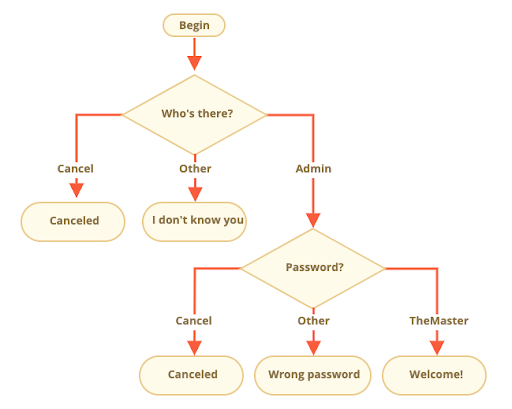 Begin
Who's there?
Cancel
Other
Admin
Canceled
I don't know you
Password?
Cancel
Other
TheMaster
Canceled
Wrong password
Welcome!